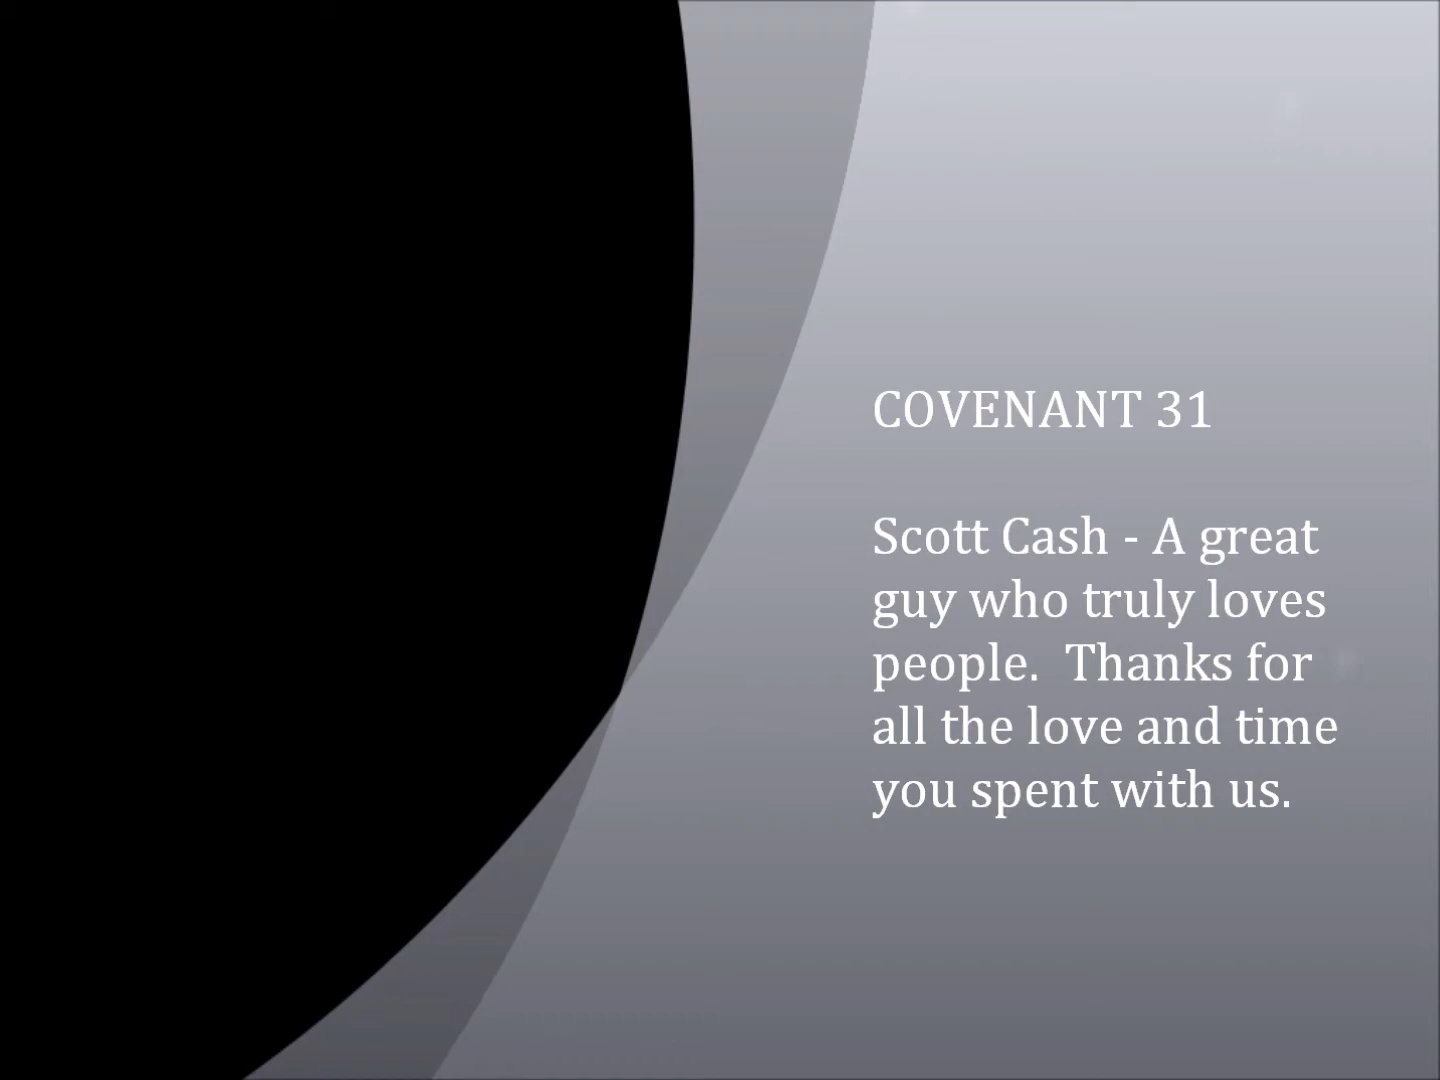 COVENANT 31
Scott Cash - A great
guy who truly loves
people.  Thanks for
all the love and time
you spent with us.